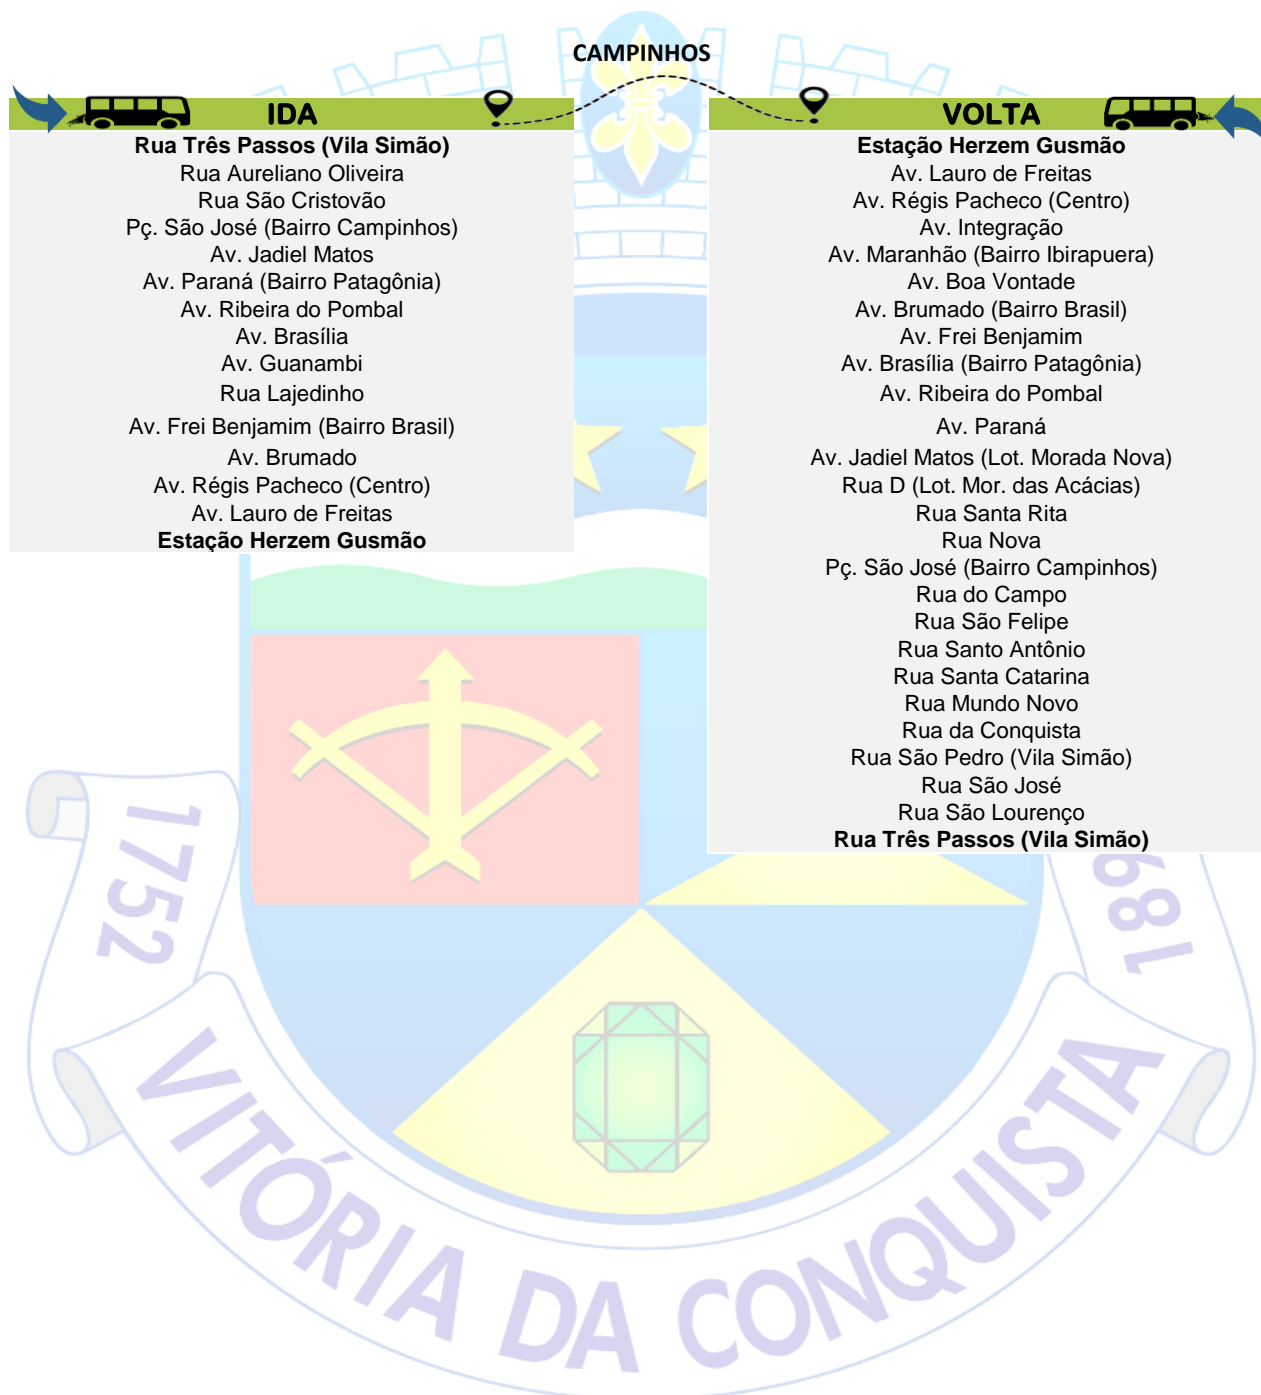 CAMPINHOS
IDA
Rua Três Passos (Vila Simão)
Rua Aureliano Oliveira
Rua São Cristovão
Pç. São José (Bairro Campinhos)
Av. Jadiel Matos
Av. Paraná (Bairro Patagônia)
Av. Ribeira do Pombal
Av. Brasília
Av. Guanambi
Rua Lajedinho
Av. Frei Benjamim (Bairro Brasil)
Av. Brumado
Av. Régis Pacheco (Centro)
Av. Lauro de Freitas
Estação Herzem Gusmão
VOLTA
Estação Herzem Gusmão
Av. Lauro de Freitas
Av. Régis Pacheco (Centro)
Av. Integração
Av. Maranhão (Bairro Ibirapuera)
Av. Boa Vontade
Av. Brumado (Bairro Brasil)
Av. Frei Benjamim
Av. Brasília (Bairro Patagônia)
Av. Ribeira do Pombal
Av. Paraná
Av. Jadiel Matos (Lot. Morada Nova)
Rua D (Lot. Mor. das Acácias)
Rua Santa Rita
Rua Nova
Pç. São José (Bairro Campinhos)
Rua do Campo
Rua São Felipe
Rua Santo Antônio
Rua Santa Catarina
Rua Mundo Novo
Rua da Conquista
Rua São Pedro (Vila Simão)
Rua São José
Rua São Lourenço
Rua Três Passos (Vila Simão)
1752
VITÓRIA DA CONQUISTA